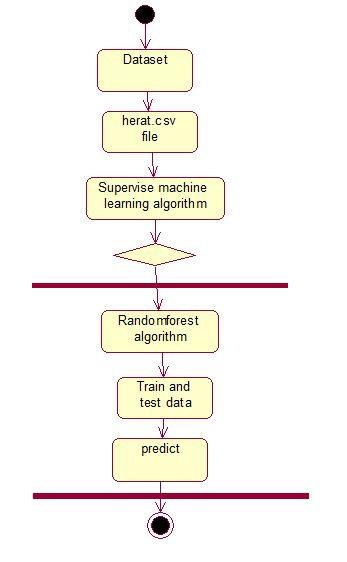 Dataset
herat.csv
file
Supervise machine
learning algorithm
Randomforest
algorithm
Train and
test data
predict